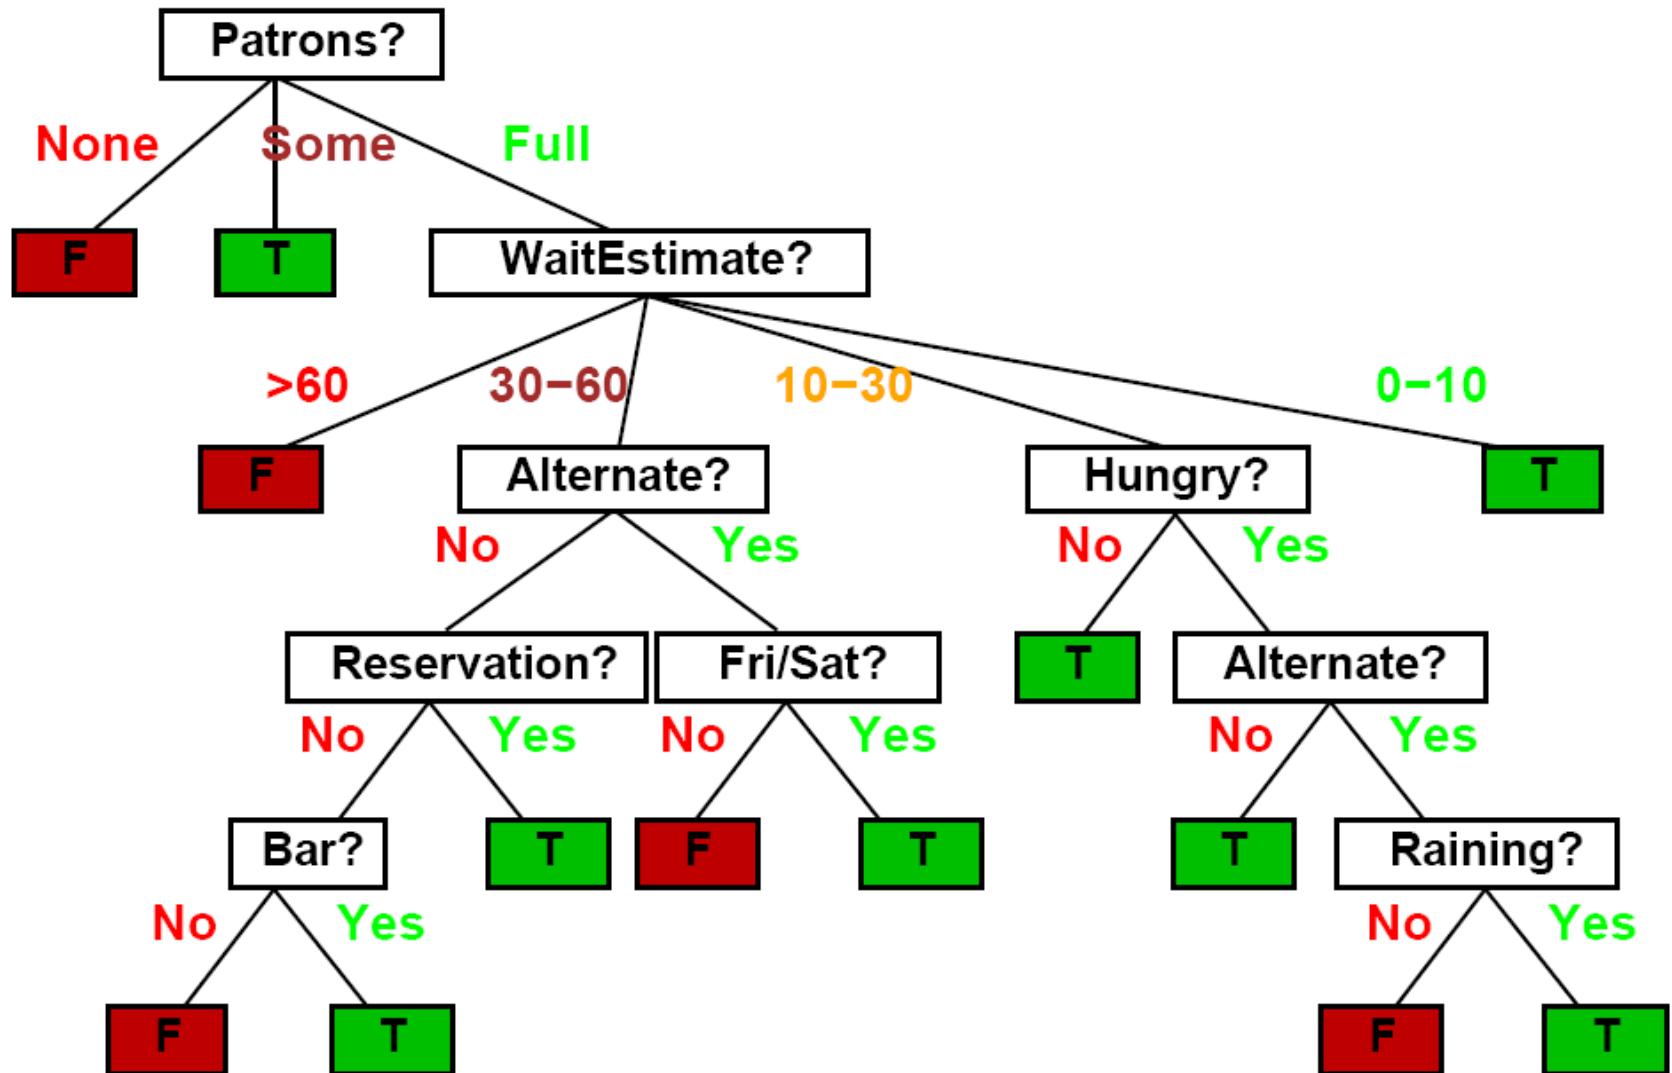 Patrons?
None Some Full
F T WaitEstimate?
>60 30−60 10−30 0−10
F Alternate? Hungry? T
No Yes No Yes
Reservation? Fri/Sat? T Alternate?
No Yes No Yes No Yes
Bar? T F T T Raining?
No Yes No Yes
F T F T